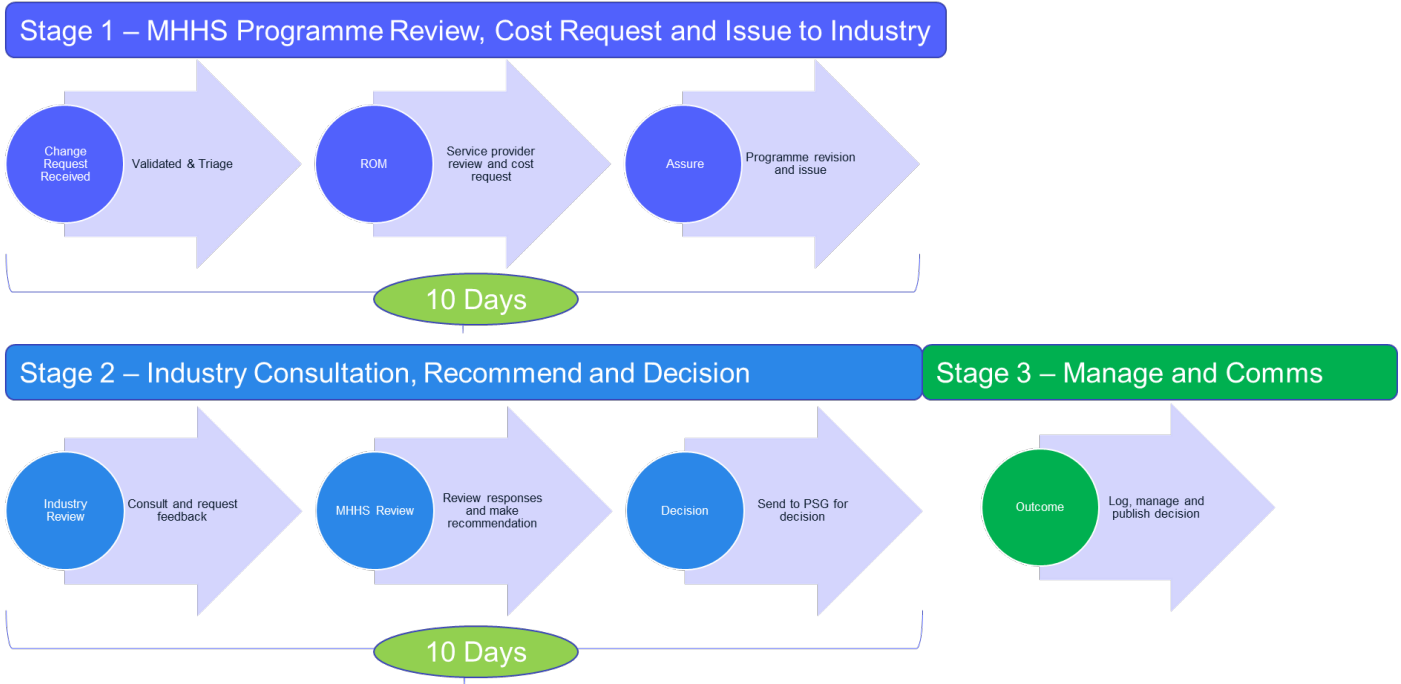 Stage 1 – MHHS Programme Review, Cost Request and Issue to Industry
Change
Request
Received
Validated & Triage
ROM
Service provider
review and cost
request
Assure
Programme revision
and issue
10 Days
Stage 2 – Industry Consultation, Recommend and Decision
Stage 3 – Manage and Comms
Industry
Review
Consult and request
feedback
MHHS Review
Review responses
and make
recommendation
Decision
Send to PSG for
decision
Outcome
Log, manage and
publish decision
10 Days